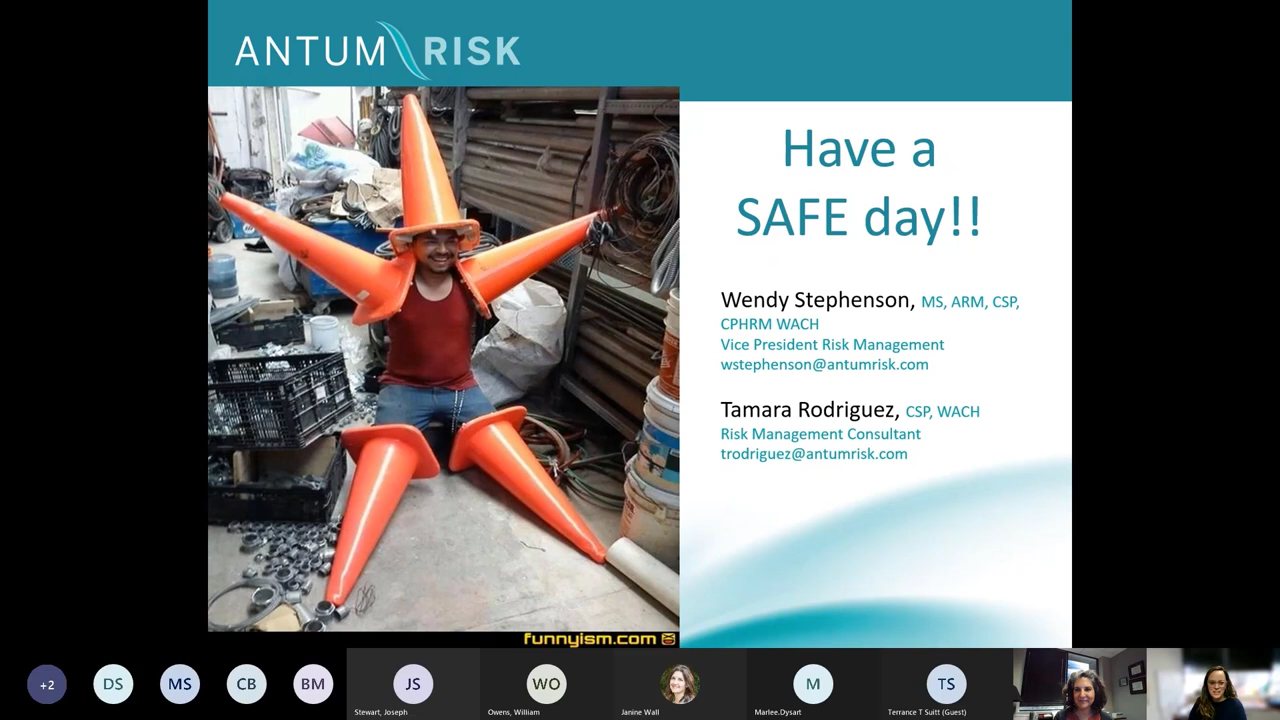 ANTUM RISK
Have a
SAFE day!!
Wendy Stephenson, MS, ARM, CSP,
CPHRM WACH
Vice President Risk Management
wstephenson@antumrisk.com
Tamara Rodriguez, CSP, WACH
Risk Management Consultant
trodriguez@antumrisk.com
funnyism.com
+2
DS
MS
CB
BM
JS
WO
M
TS
Stewart, Joseph
Owens, William
Janine Wall
Marlee.Dysart
Terrance T Suitt (Guest)